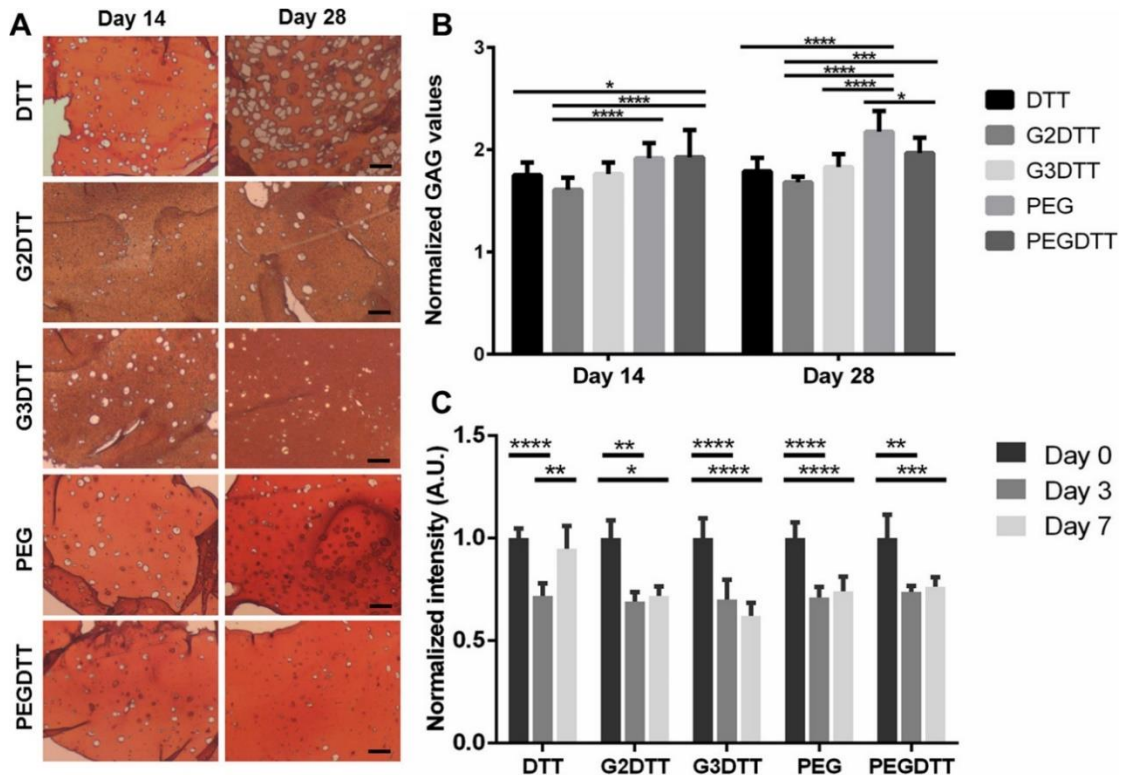 A
Day 14
Day 28
DTT
G2DTT
G3DTT
PEG
PEGDTT
B
Normalized GAG values
3
2
1
0
*
****
****
****
***
****
****
*
Day 14
Day 28
DTT
G2DTT
G3DTT
PEG
PEGDTT
C
Normalized intensity (A.U.)
1.5
1.0
0.5
0.0
****
**
**
*
****
****
****
****
**
***
DTT
G2DTT
G3DTT
PEG
PEGDTT
Day 0
Day 3
Day 7